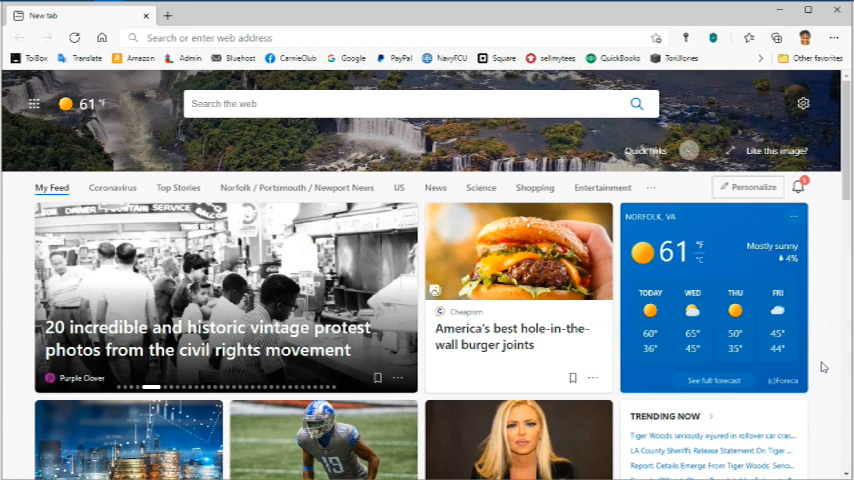 New tab
Search or enter web address
ToiBox
Translate
Amazon
Admin
Bluehost
CarnieClub
Google
PayPal
NavyFCU
Square
sellmytees
QuickBooks
Other favorites
61 °F
Search the web
Quick links
Like this image?
My Feed
Coronavirus
Top Stories
Norfolk / Portsmouth / Newport News
US
News
Science
Shopping
Entertainment
Personalize
5
FOUNTAIN SERVICE
20 incredible and historic vintage protest
photos from the civil rights movement
Purple Clover
Cheapism
America's best hole-in-the-
wall burger joints
NORFOLK, VA
61 °F
°C
Mostly sunny
4%
TODAY WED THU FRI
60° 65° 50° 45°
36° 45° 35° 44°
See full forecast
(c)Foreca
TRENDING NOW
Tiger Woods seriously injured in rollover car cras...
LA County Sheriff's Release Statement On Tiger ...
Report: Details Emerge From Tiger Woods' Serio...
19